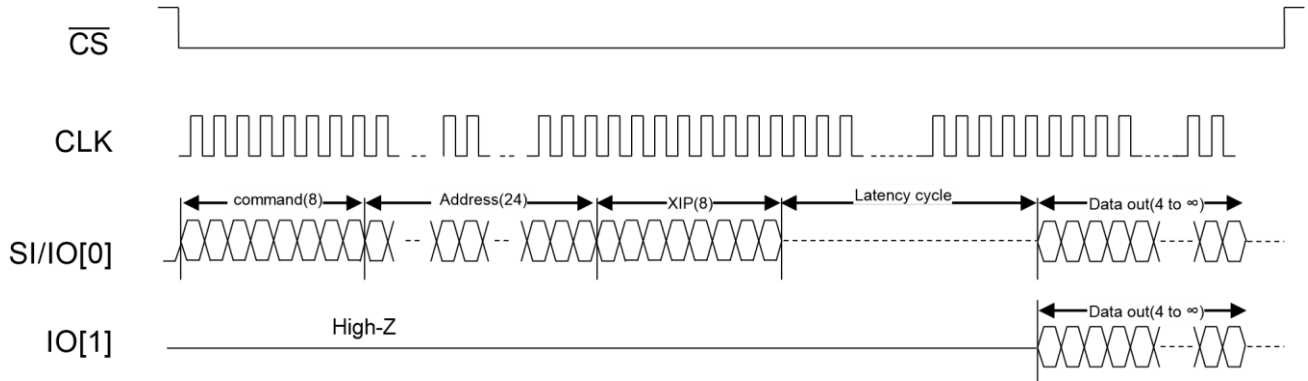 CS
CLK
command(8)
Address(24)
XIP(8)
Latency cycle
Data out(4 to ∞)
SI/IO[0]
Data out(4 to ∞)
High-Z
IO[1]